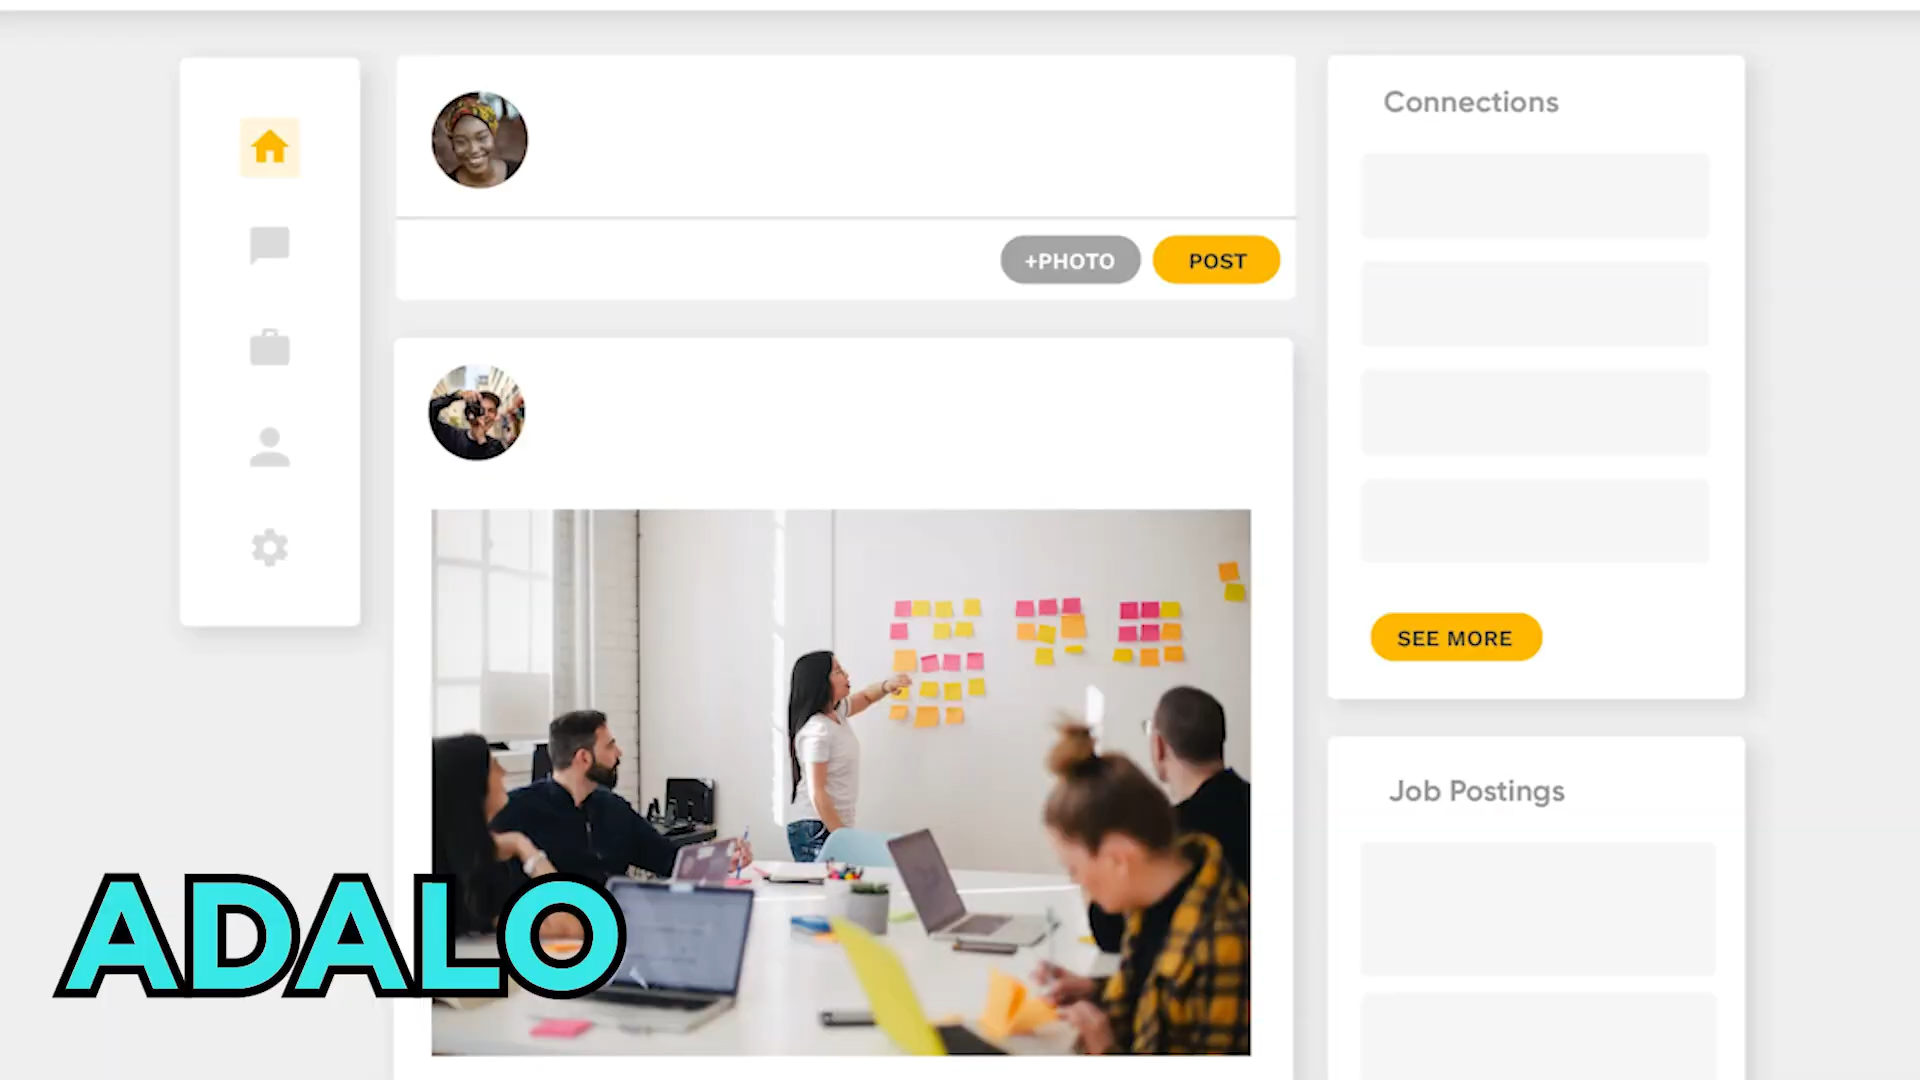 Connections
+PHOTO
POST
SEE MORE
Job Postings
ADALO